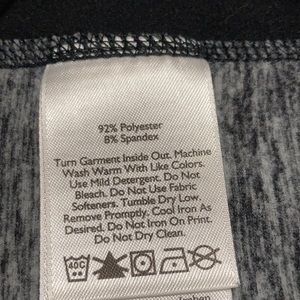 92% Polyester
8% Spandex
Turn Garment Inside Out. Machine
Wash Warm With Like Colors.
Use Mild Detergent. Do Not
Bleach. Do Not Use Fabric
Softeners. Tumble Dry Low
Remove Promptly. Cool Iron As
Desired. Do Not Iron On Print.
Do Not Dry Clean.
40C